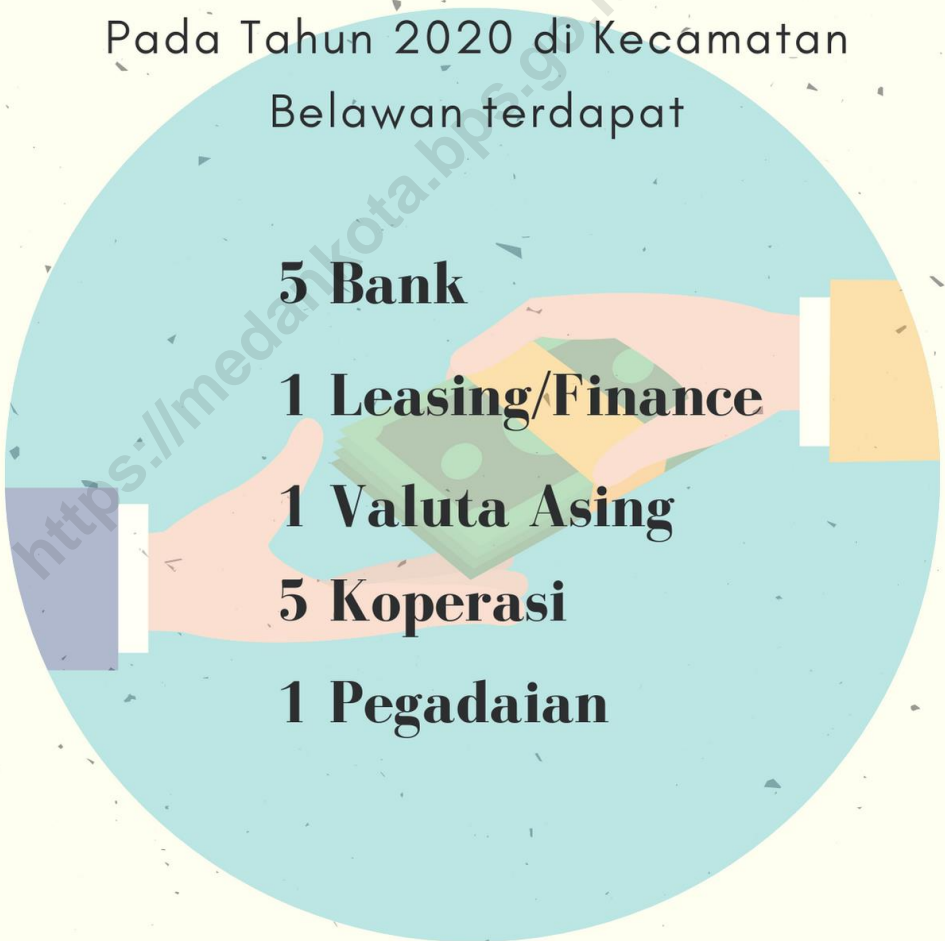 Pada Tahun 2020 di Kecamatan
Belawan terdapat
5 Bank
1 Leasing/Finance
1 Valuta Asing
5 Koperasi
1 Pegadaian
https://medankota.bps.go.